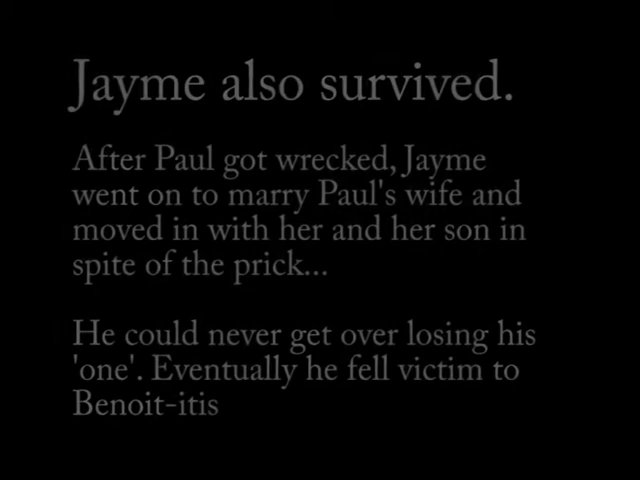 Jayme also survived.
After Paul got wrecked, Jayme
went on to marry Paul's wife and
moved in with her and her son in
spite of the prick...
He could never get over losing his
'one'. Eventually he fell victim to
Benoit-itis